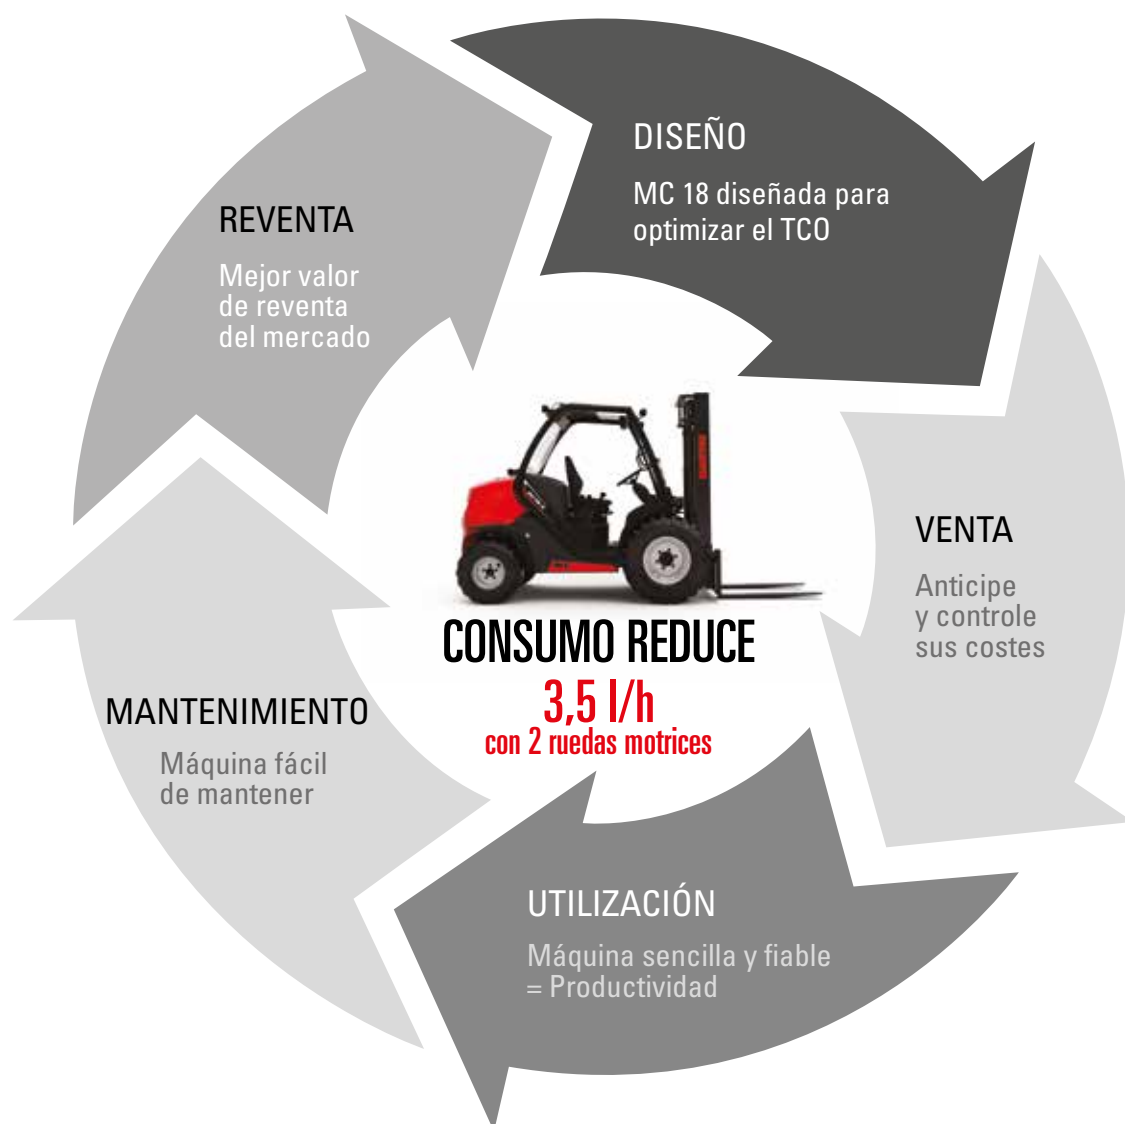 DISEÑO
MC 18 diseñada para
optimizar el TCO
VENTA
Anticipe
y controle
sus costes
UTILIZACIÓN
Máquina sencilla y fiable
= Productividad
MANTENIMIENTO
Máquina fácil
de mantener
REVENTA
Mejor valor
de reventa
del mercado
CONSUMO REDUCE
3,5 l/h
con 2 ruedas motrices